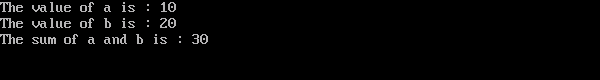 The value of a is : 10
The value of b is : 20
The sum of a and b is : 30